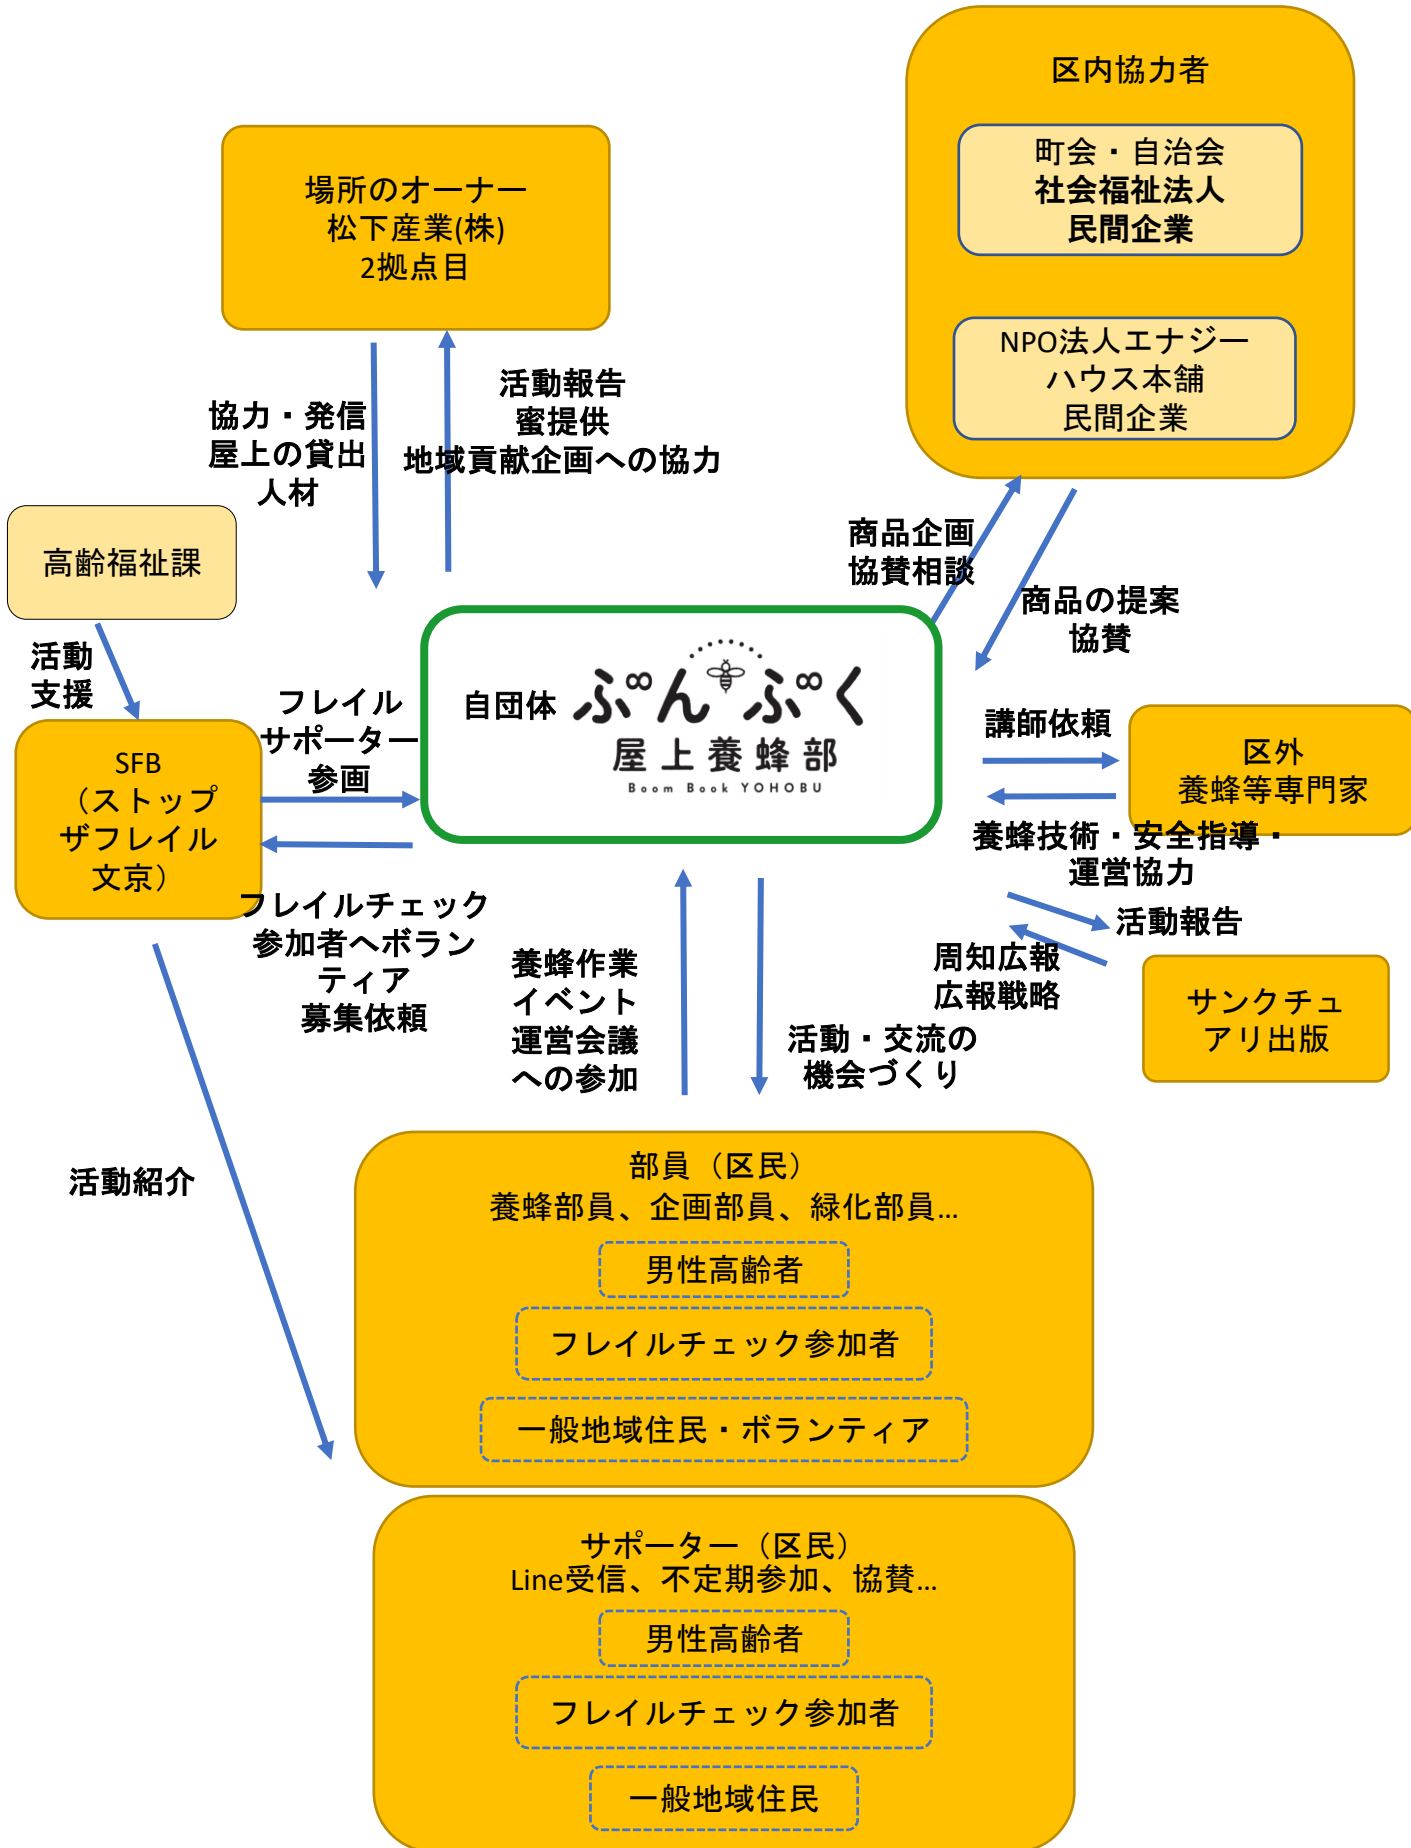 区内協力者
町会・自治会
社会福祉法人
民間企業
NPO法人エナジー
ハウス本舗
民間企業
場所のオーナー
松下産業(株)
2拠点目
協力・発信
屋上の貸出
人材
活動報告
蜜提供
地域貢献企画への協力
商品企画
協賛相談
商品の提案
協賛
高齢福祉課
活動
支援
SFB
（ストップ
ザフレイル
文京）
フレイル
サポーター
参画
自団体
ぶんぶく
屋上養蜂部
Boom Book YOHOBU
講師依頼
区外
養蜂等専門家
養蜂技術・安全指導・
運営協力
フレイルチェック
参加者へボラン
ティア
募集依頼
活動報告
周知広報
広報戦略
サンクチュ
アリ出版
養蜂作業
イベント
運営会議
への参加
活動・交流の
機会づくり
活動紹介
部員（区民）
養蜂部員、企画部員、緑化部員…
男性高齢者
フレイルチェック参加者
一般地域住民・ボランティア
サポーター（区民）
Line受信、不定期参加、協賛…
男性高齢者
フレイルチェック参加者
一般地域住民